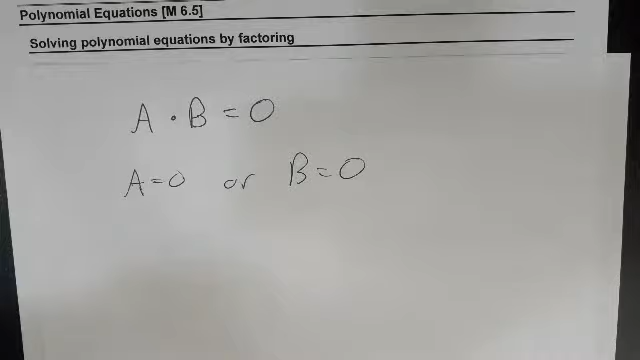 Polynomial Equations [M 6.5]
Solving polynomial equations by factoring
A · B = 0
A = 0 or B = 0